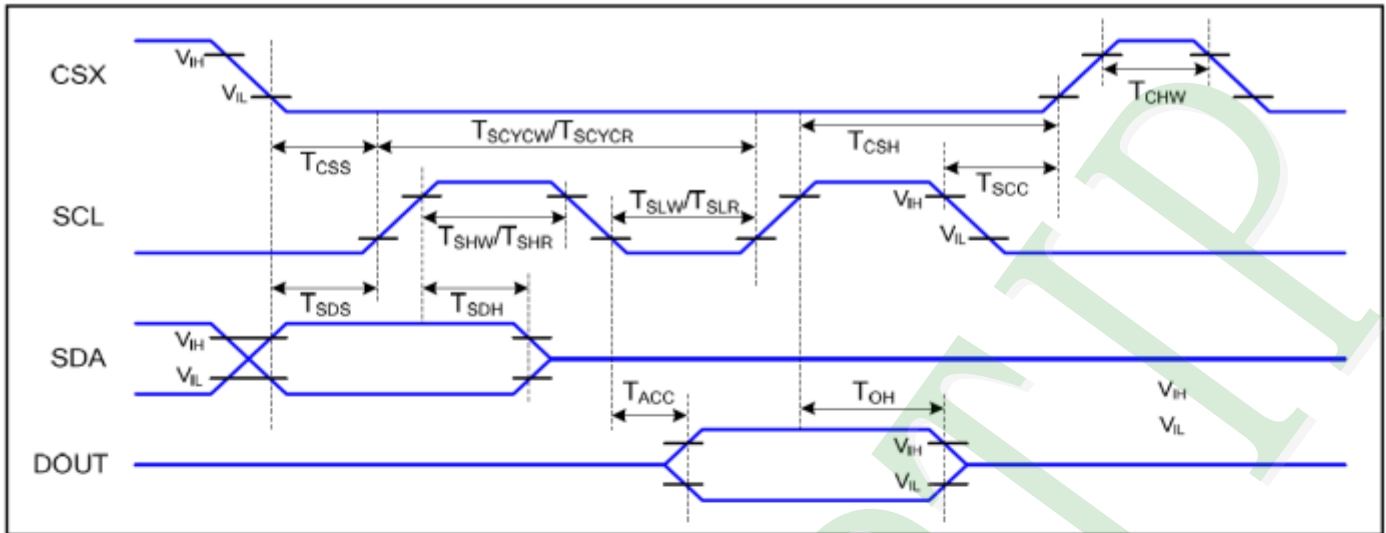 CSX
VIH
VIL
TCHW
TSCYCW/TSCYCR
TCSH
TCSS
TSCC
SCL
TSLW/TSLR
VIH
TSHW/TSHR
VIL
TSDS
TSDH
SDA
VIH
VIL
TACC
TOH
VIH
VIL
DOUT
VIH
VIL